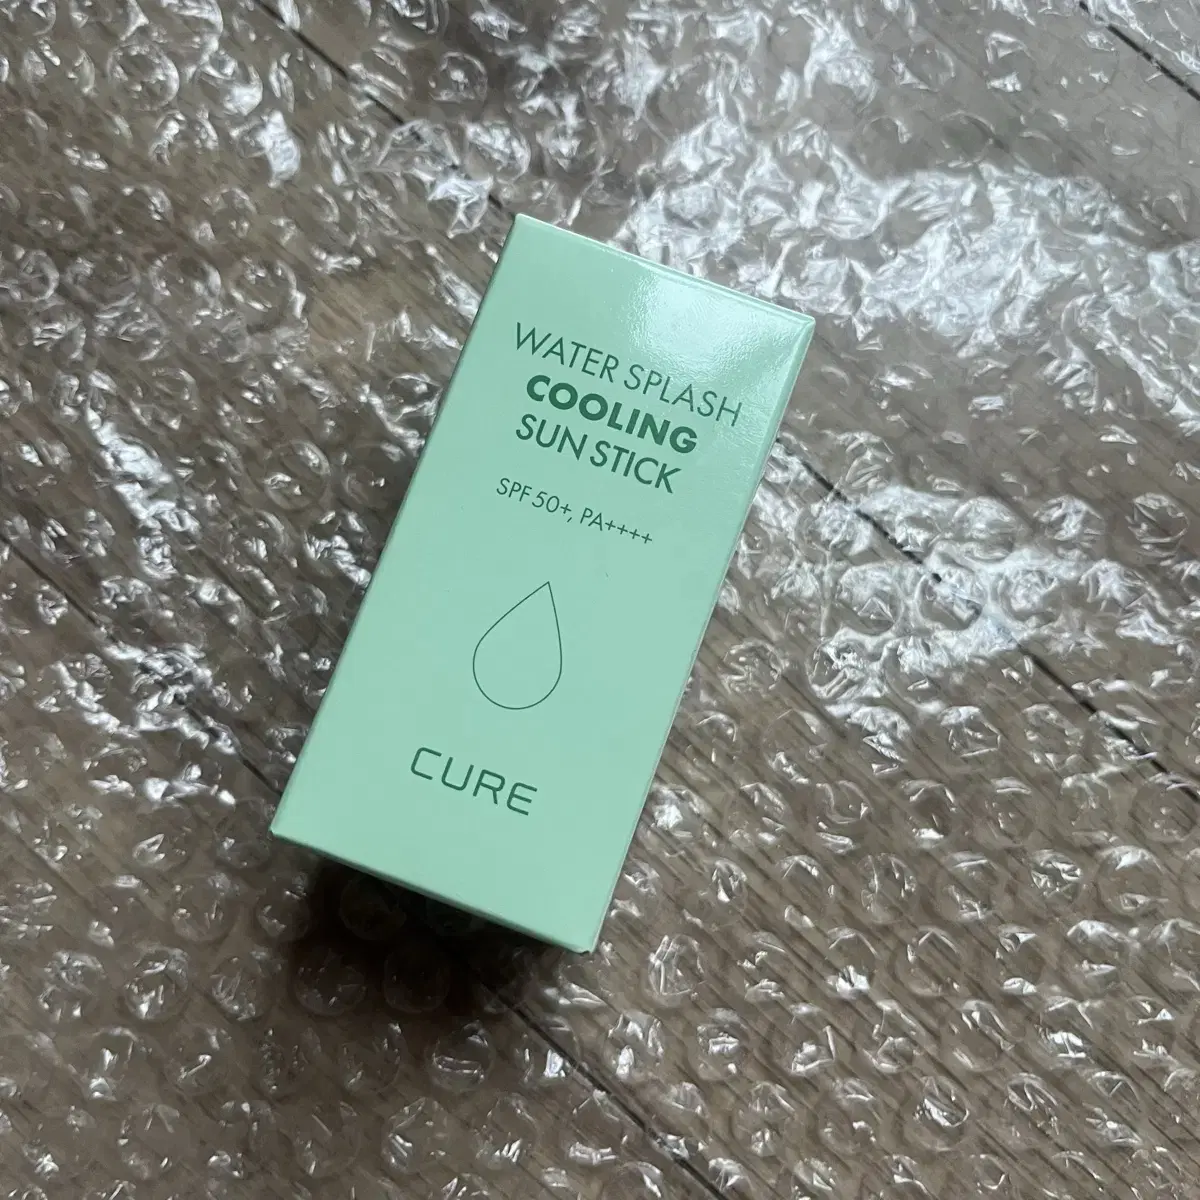 WATER SPLASH
COOLING
SUN STICK
SPF 50+, PA++++
CURE